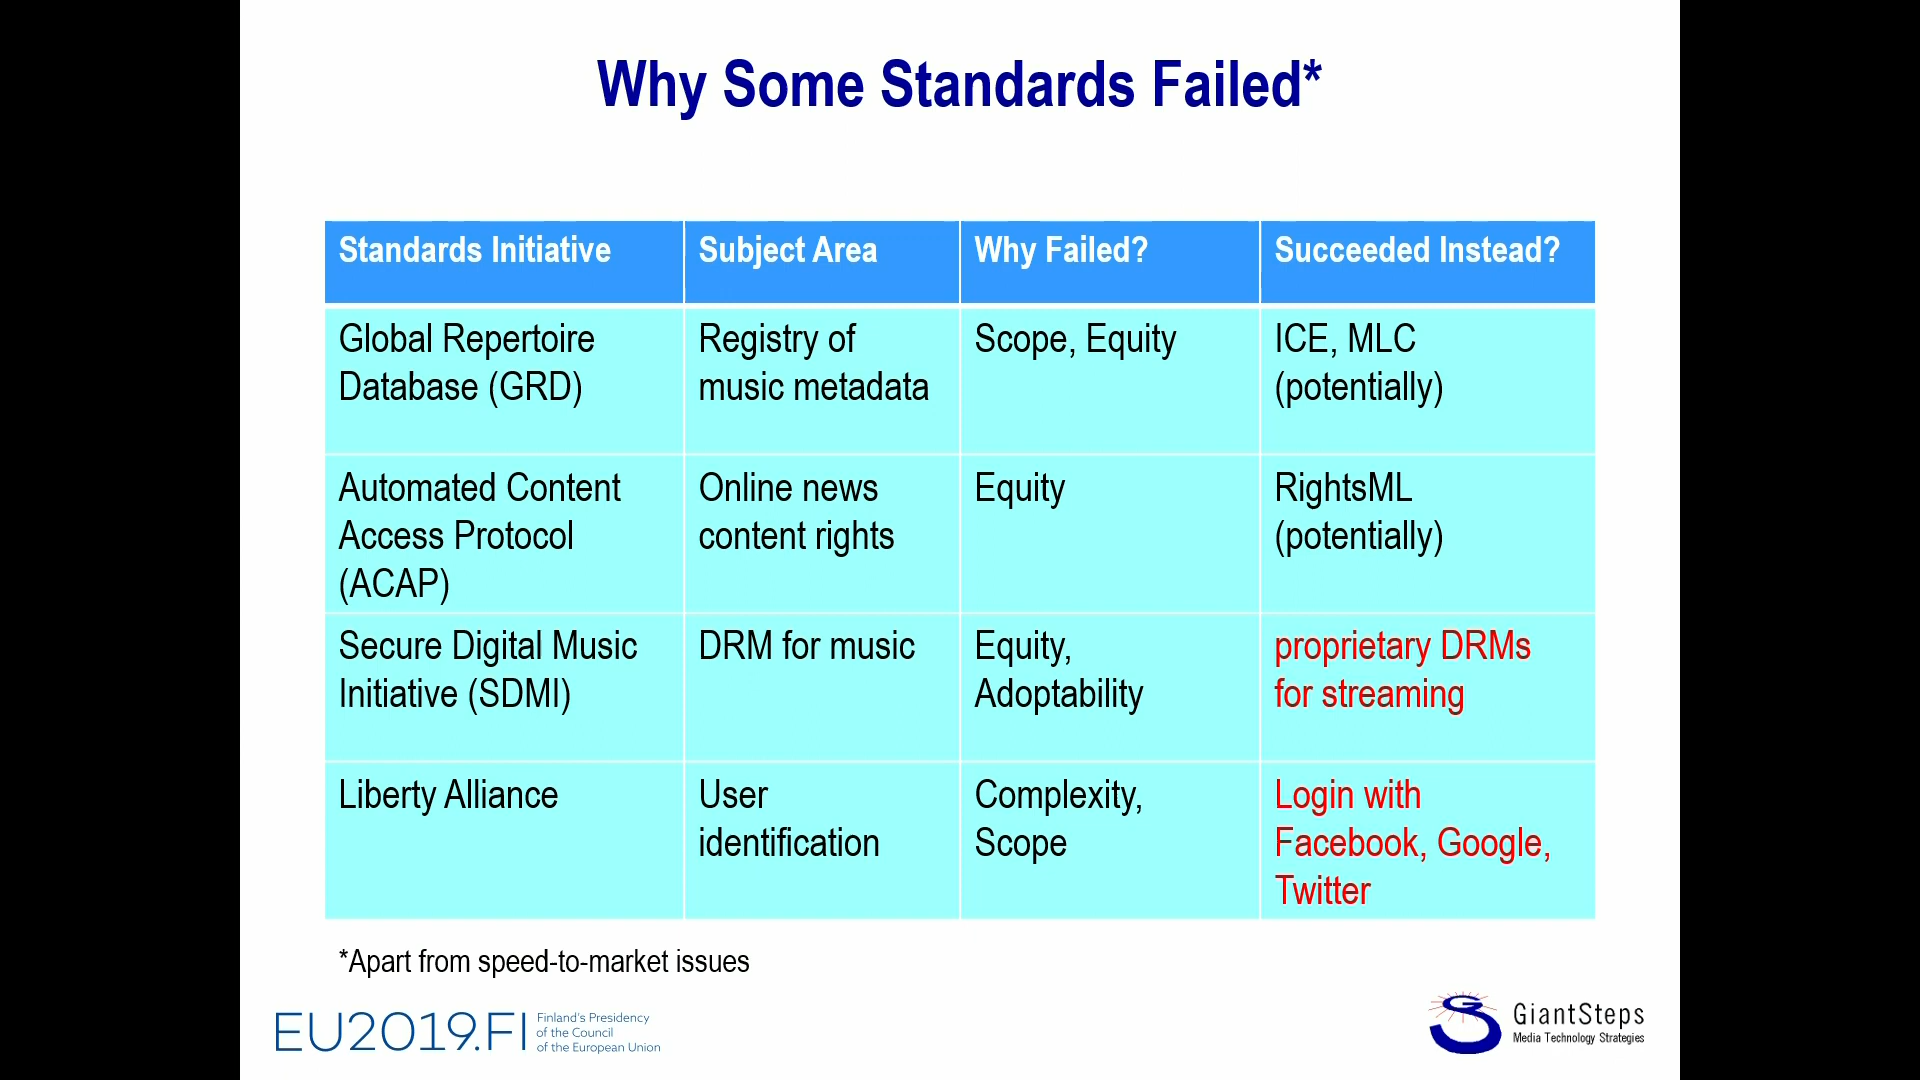 Why Some Standards Failed*
Standards Initiative
Subject Area
Why Failed?
Succeeded Instead?
Global Repertoire
Database (GRD)
Registry of
music metadata
Scope, Equity
ICE, MLC
(potentially)
Automated Content
Access Protocol
(ACAP)
Online news
content rights
Equity
RightsML
(potentially)
Secure Digital Music
Initiative (SDMI)
DRM for music
Equity,
Adoptability
proprietary DRMs
for streaming
Liberty Alliance
User
identification
Complexity,
Scope
Login with
Facebook, Google,
Twitter
*Apart from speed-to-market issues
EU2019.FI
Finland's Presidency
of the Council
of the European Union
GiantSteps
Media Technology Strategies